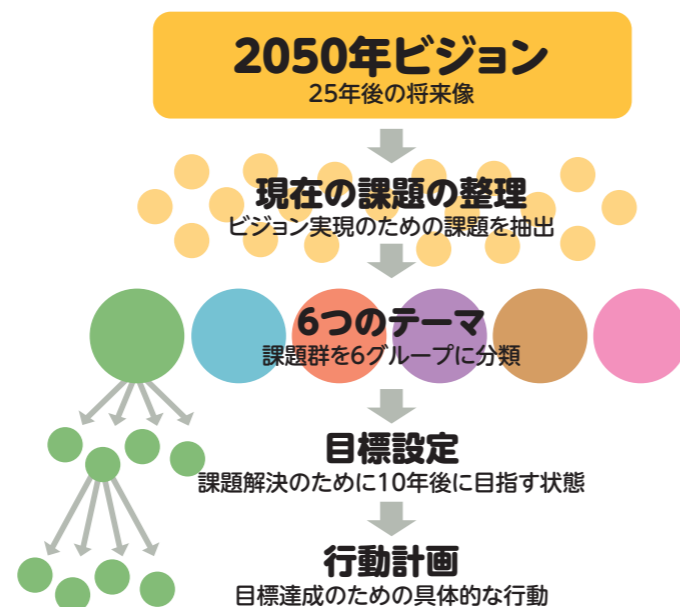 2050年ビジョン
25年後の将来像
現在の課題の整理
ビジョン実現のための課題を抽出
6つのテーマ
課題群を6グループに分類
目標設定
課題解決のために10年後に目指す状態
行動計画
目標達成のための具体的な行動